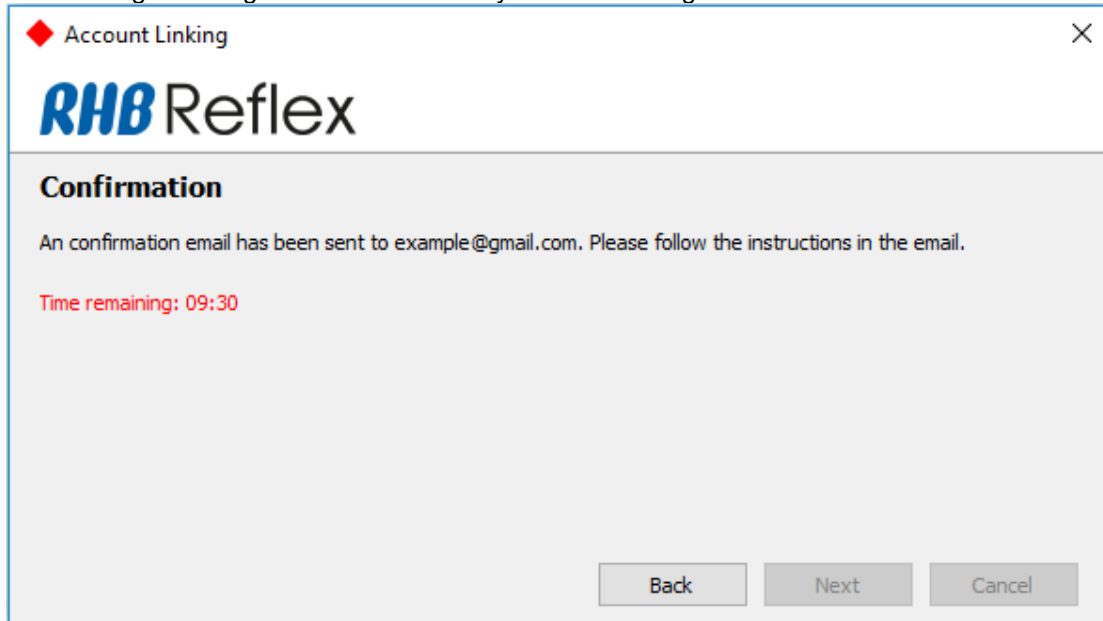 Account Linking
RHB Reflex
Confirmation
An confirmation email has been sent to example@gmail.com. Please follow the instructions in the email.
Time remaining: 09:30
Back Next Cancel